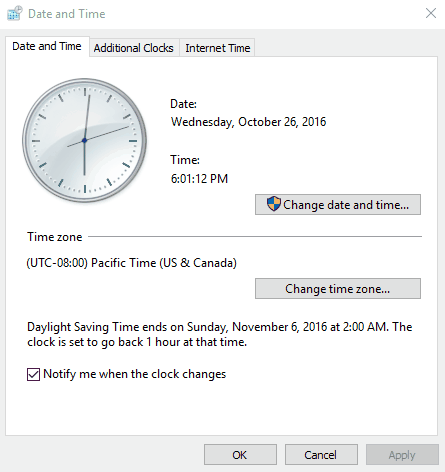 Date and Time
Date and Time
Additional Clocks
Internet Time
Date:
Wednesday, October 26, 2016
Time:
6:01:12 PM
Change date and time...
Time zone
(UTC-08:00) Pacific Time (US & Canada)
Change time zone...
Daylight Saving Time ends on Sunday, November 6, 2016 at 2:00 AM. The
clock is set to go back 1 hour at that time.
Notify me when the clock changes
OK
Cancel
Apply